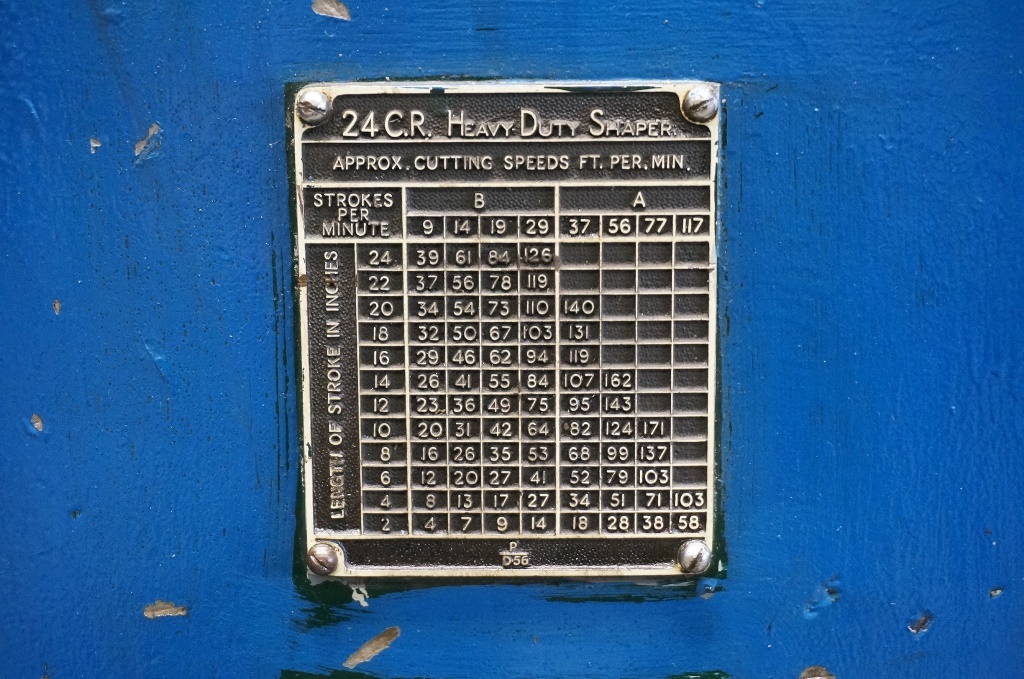 24 C.R. HEAVY DUTY SHAPER.
APPROX. CUTTING SPEEDS FT. PER. MIN.
STROKES PER MINUTE
B A
9 14 19 29 37 56 77 117
LENGTH OF STROKE IN INCHES
24 39 61 84 126
22 37 56 78 119
20 34 54 73 110 140
18 32 50 67 103 131
16 29 46 62 94 119
14 26 41 55 84 107 162
12 23 36 49 75 95 143
10 20 31 42 64 82 124 171
8 16 26 35 53 68 99 137
6 12 20 27 41 52 79 103
4 8 13 17 27 34 51 71 103
2 4 7 9 14 18 28 38 58
P
D·56